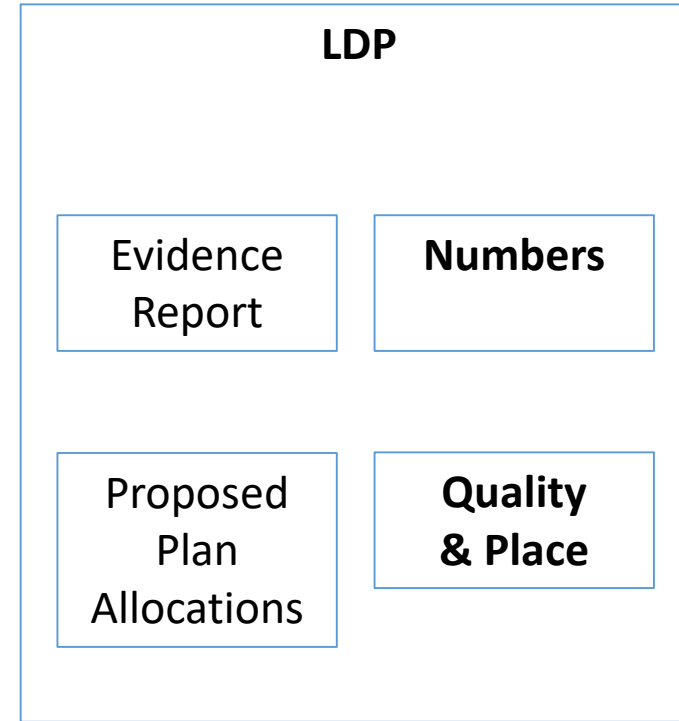 LDP
Evidence
Report
Numbers
Proposed
Plan
Allocations
Quality
& Place